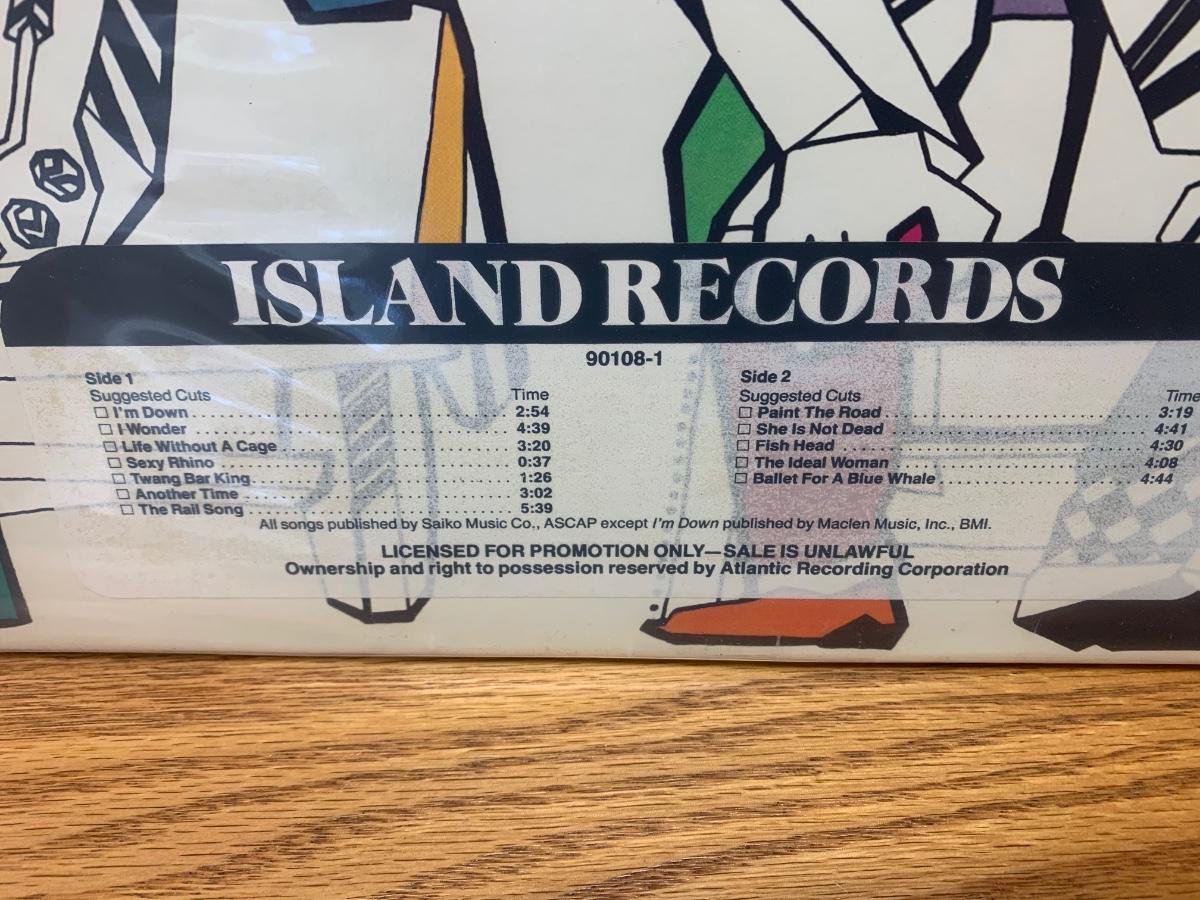 ISLAND RECORDS
90108-1
Side 1
Suggested Cuts Time
☐ I'm Down 2:54
☐ I Wonder 4:39
☐ Life Without A Cage 3:20
☐ Sexy Rhino 0:37
☐ Twang Bar King 1:26
☐ Another Time 3:02
☐ The Rail Song 5:39
Side 2
Suggested Cuts Time
☐ Paint The Road 3:19
☐ She Is Not Dead 4:41
☐ Fish Head 4:30
☐ The Ideal Woman 4:08
☐ Ballet For A Blue Whale 4:44
All songs published by Saiko Music Co., ASCAP except I'm Down published by Maclen Music, Inc., BMI.
LICENSED FOR PROMOTION ONLY—SALE IS UNLAWFUL
Ownership and right to possession reserved by Atlantic Recording Corporation